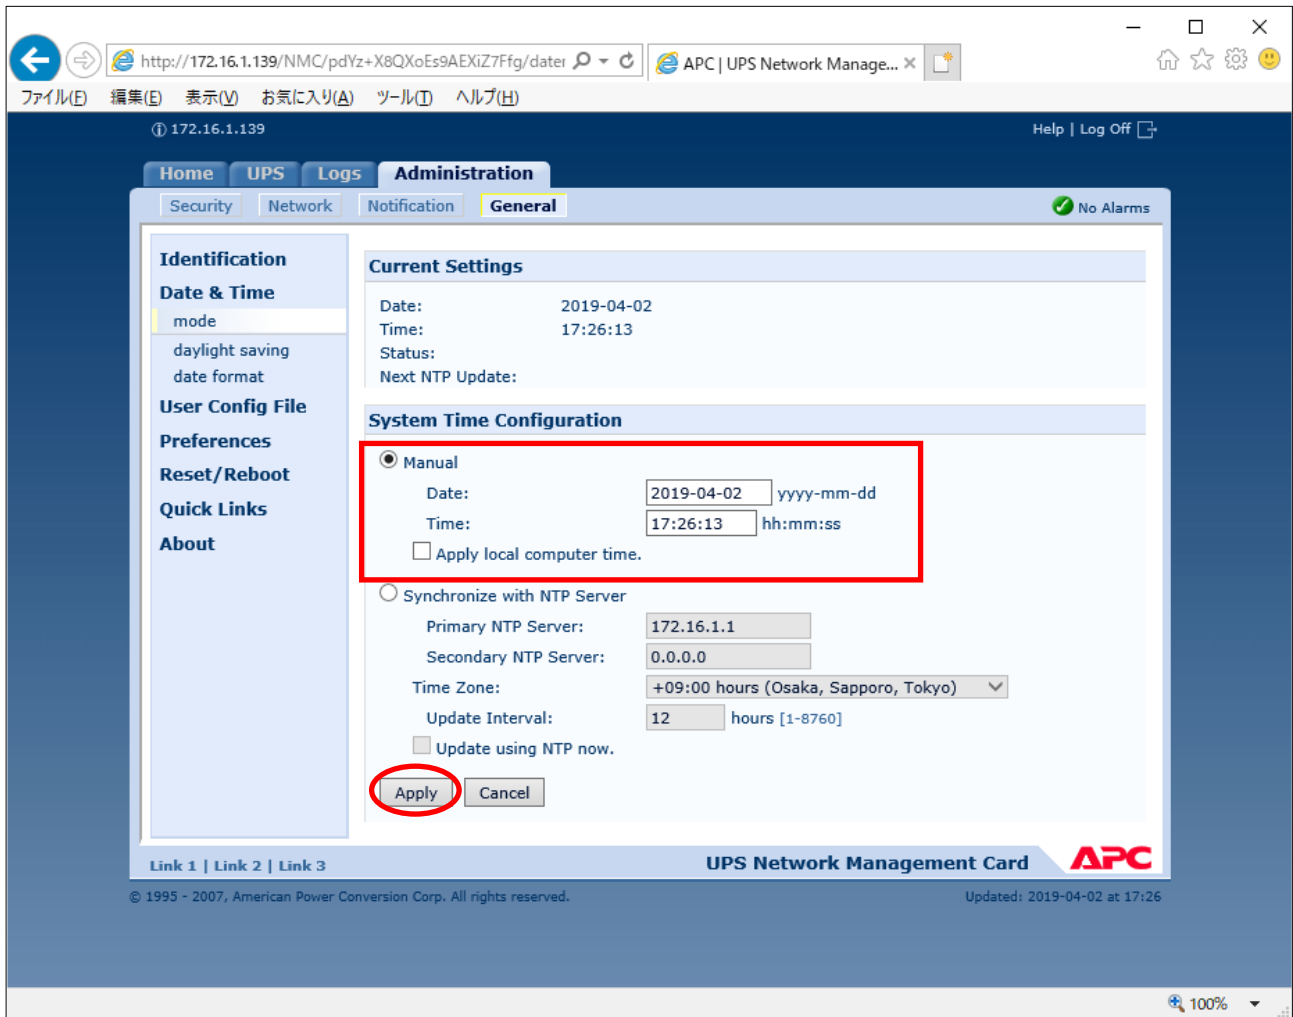 http://172.16.1.139/NMC/pdYz+X8QXoEs9AEXiZ7Ffg/dater
APC | UPS Network Manage...
ファイル(F) 編集(E) 表示(V) お気に入り(A) ツール(T) ヘルプ(H)
172.16.1.139 Help | Log Off
Home UPS Logs Administration
Security Network Notification General No Alarms
Identification
Date & Time
mode
daylight saving
date format
User Config File
Preferences
Reset/Reboot
Quick Links
About
Current Settings
Date: 2019-04-02
Time: 17:26:13
Status:
Next NTP Update:
System Time Configuration
Manual
Date: 2019-04-02 yyyy-mm-dd
Time: 17:26:13 hh:mm:ss
Apply local computer time.
Synchronize with NTP Server
Primary NTP Server: 172.16.1.1
Secondary NTP Server: 0.0.0.0
Time Zone: +09:00 hours (Osaka, Sapporo, Tokyo)
Update Interval: 12 hours [1-8760]
Update using NTP now.
Apply Cancel
Link 1 | Link 2 | Link 3 UPS Network Management Card APC
© 1995 - 2007, American Power Conversion Corp. All rights reserved. Updated: 2019-04-02 at 17:26
100%